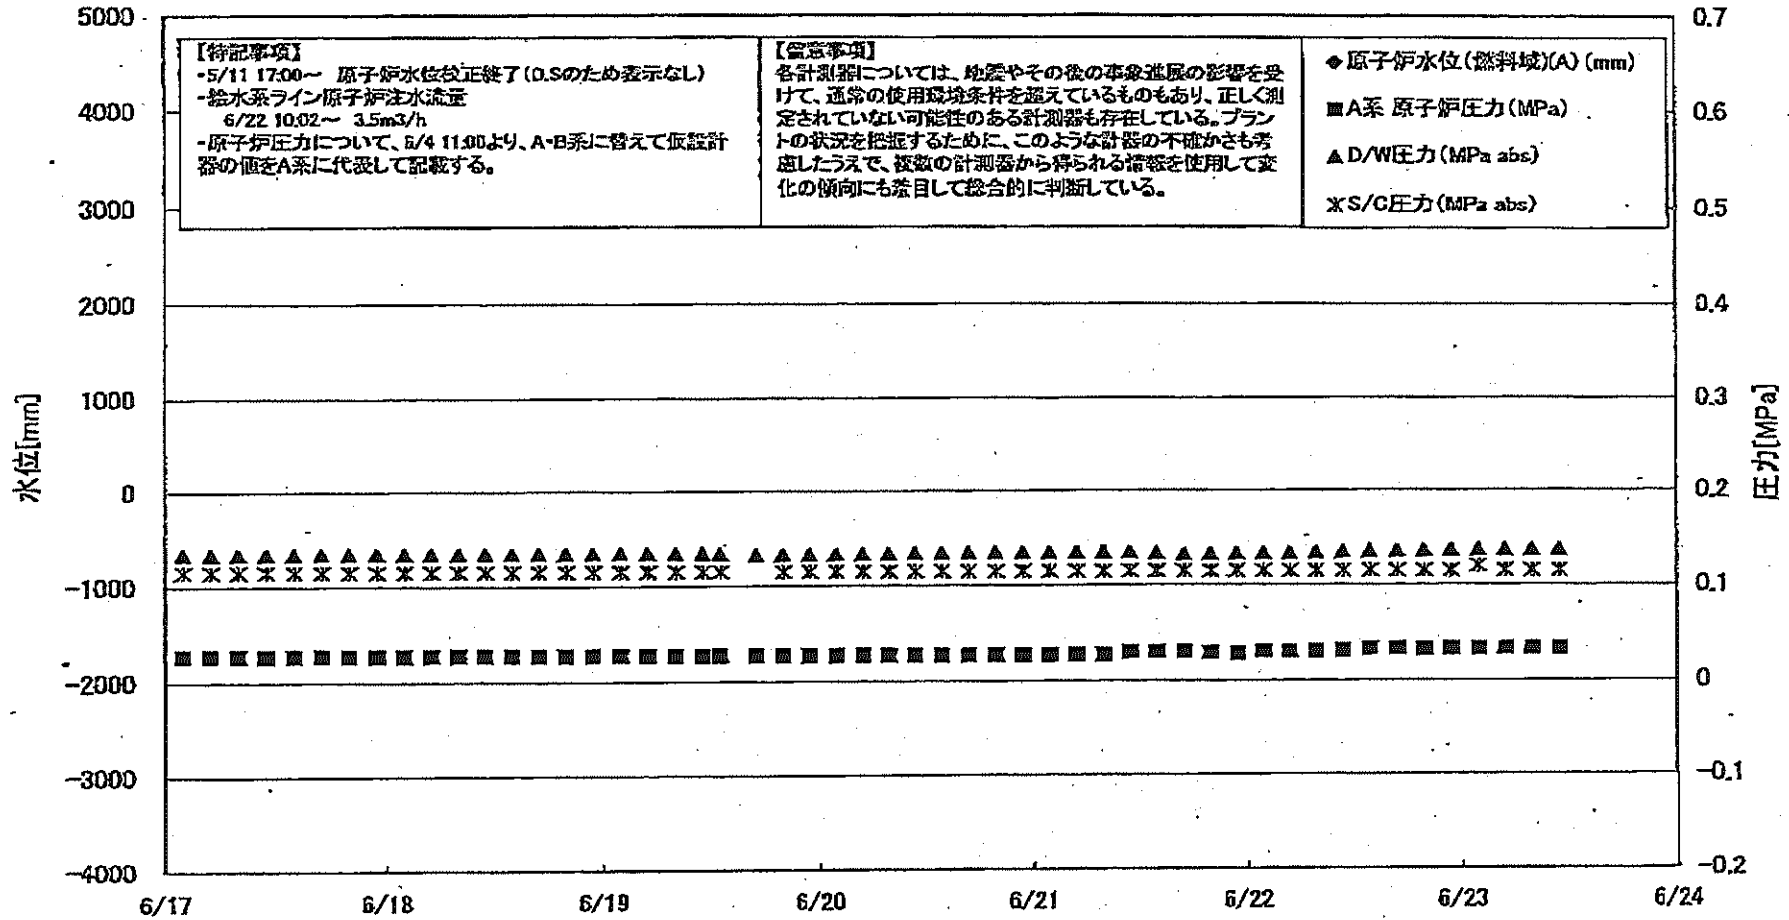 【特記事項】
-5/11 17:00～ 原子炉水位校正終了(D.Sのため表示なし)
-給水系ライン原子炉注水流量
6/22 10:02～ 3.5m3/h
-原子炉圧力について、6/4 11:00より、A・B系に替えて仮設計
器の値をA系に代表して記載する。
【留意事項】
各計測器については、地震やその後の事象進展の影響を受
けて、通常の使用環境条件を超えているものもあり、正しく測
定されていない可能性のある計測器も存在している。プラン
トの状況を把握するために、このような計器の不確かさも考
慮したうえで、複数の計測器から得られる情報を使用して変
化の傾向にも着目して総合的に判断している。
◆原子炉水位(燃料域)(A)(mm)
■A系 原子炉圧力(MPa)
▲D/W圧力(MPa abs)
S/C圧力(MPa abs)
水位[mm]
5000
4000
3000
2000
1000
0
-1000
-2000
-3000
-4000
圧力[MPa]
0.7
0.6
0.5
0.4
0.3
0.2
0.1
0
-0.1
-0.2
6/17
6/18
6/19
6/20
6/21
6/22
6/23
6/24